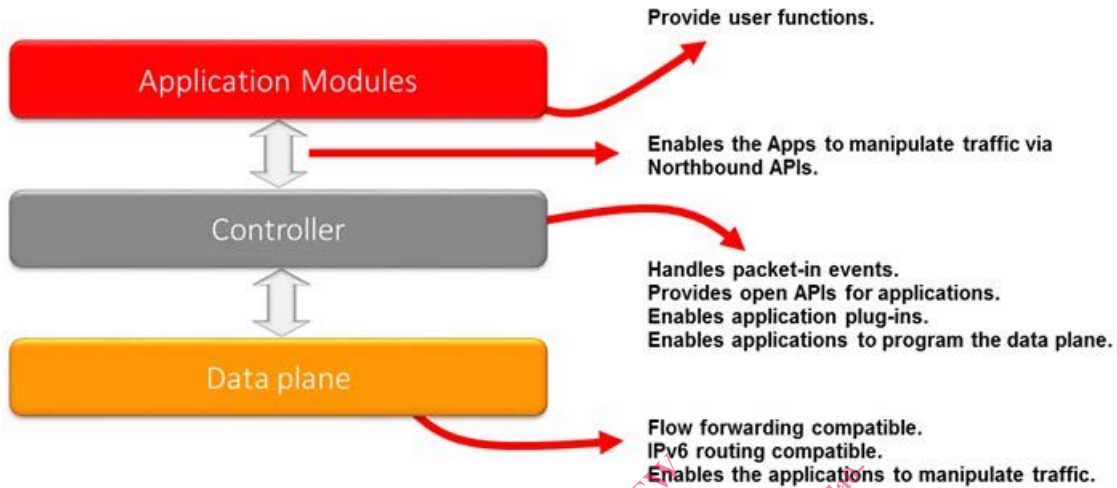 Provide user functions.
Application Modules
Enables the Apps to manipulate traffic via
Northbound APIs.
Controller
Handles packet-in events.
Provides open APIs for applications.
Enables application plug-ins.
Enables applications to program the data plane.
Data plane
Flow forwarding compatible.
IPv6 routing compatible.
Enables the applications to manipulate traffic.